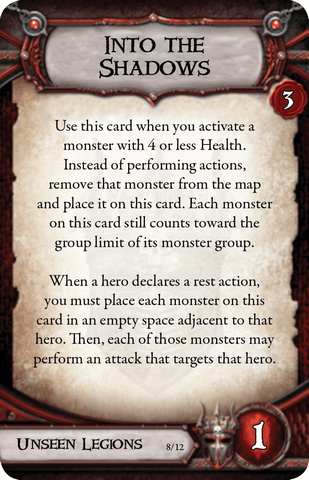 Into the
Shadows
3
Use this card when you activate a
monster with 4 or less Health.
Instead of performing actions,
remove that monster from the map
and place it on this card. Each monster
on this card still counts toward the
group limit of its monster group.
When a hero declares a rest action,
you must place each monster on this
card in an empty space adjacent to that
hero. Then, each of those monsters may
perform an attack that targets that hero.
Unseen Legions 8/12 1